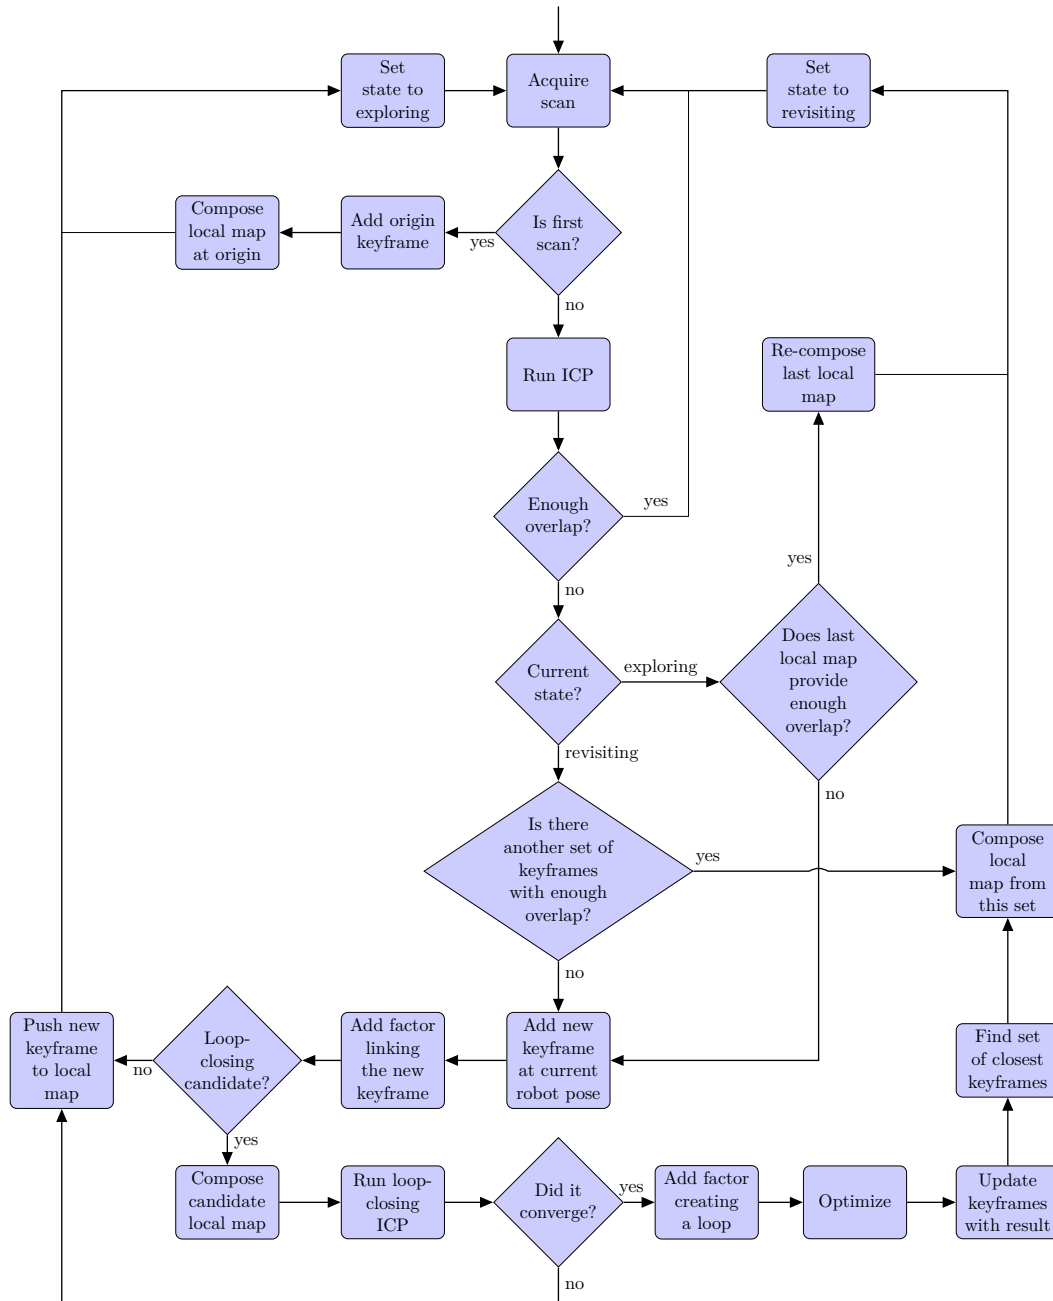 Set
state to
exploring
Acquire
scan
Set
state to
revisiting
Compose
local map
at origin
Add origin
keyframe
yes
Is first
scan?
no
Run ICP
Re-compose
last local
map
Enough
overlap?
yes
no
yes
Current
state?
exploring
Does last
local map
provide
enough
overlap?
revisiting
no
Is there
another set of
keyframes
with enough
overlap?
yes
Compose
local
map from
this set
no
Push new
keyframe
to local
map
no
Loop-
closing
candidate?
Add factor
linking
the new
keyframe
Add new
keyframe
at current
robot pose
Find set
of closest
keyframes
yes
Compose
candidate
local map
Run loop-
closing
ICP
Did it
converge?
yes
Add factor
creating
a loop
Optimize
Update
keyframes
with result
no